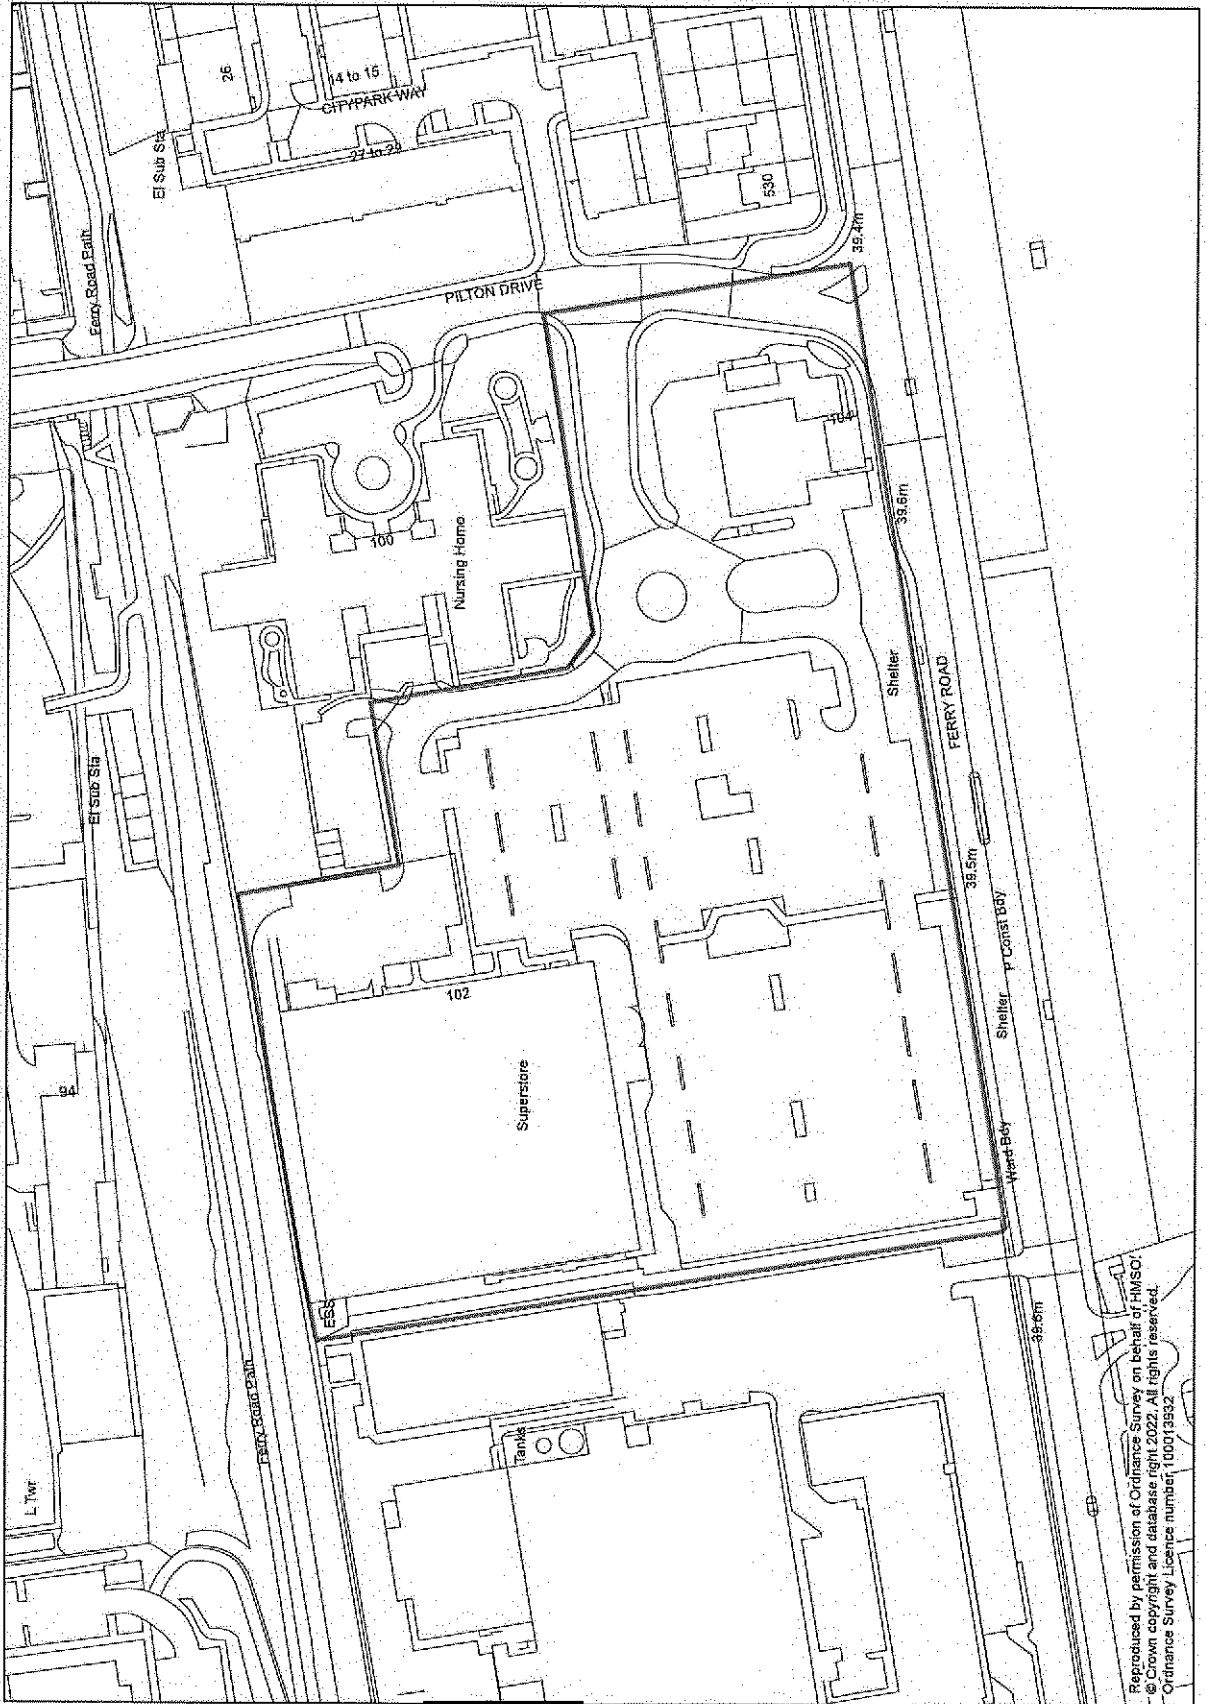 26
14 to 15
CITYPARK WAY
27 to 29
El Sub Sta
Ferry Road Path
PILTON DRIVE
530
39.4m
104
39.6m
100
Nursing Home
Shelter
FERRY ROAD
El Sub Sta
39.5m
Shelter
P Const Bdy
102
Superstore
Ward Bdy
94
ESS
39.6m
Ferry Road Path
Tanks
L Twr
Reproduced by permission of Ordnance Survey on behalf of HMSO.
© Crown copyright and database right 2022. All rights reserved.
Ordnance Survey Licence number 100013932